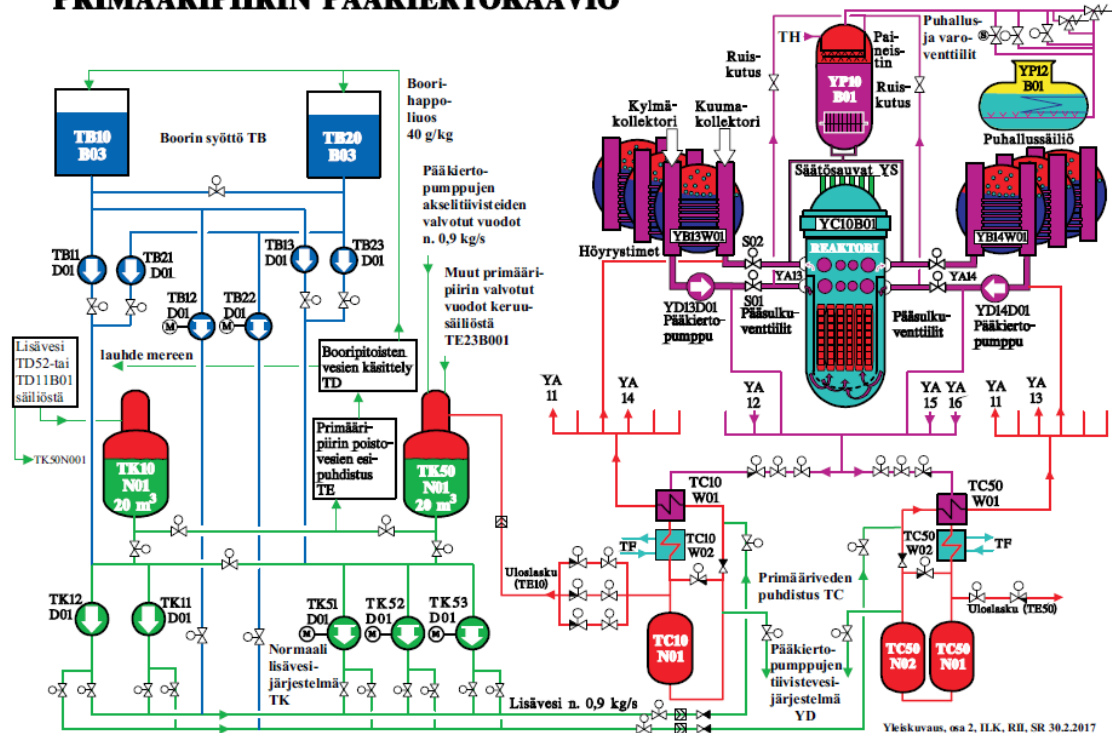 PRIMÄÄRIPIIRIN PÄÄKIERTOKAAVIO
TB10
B03
Boorin syöttö TB
TB20
B03
Boori-
happo-
liuos
40 g/kg
Pääkierto-
pumppujen
akselitiivisteiden
valvotut vuodot
n. 0,9 kg/s
Muut primääri-
piirin valvotut
vuodot keruu-
säiliöstä
TE23B001
TB11
D01
TB21
D01
TB13
D01
TB23
D01
TB12
D01
M
TB22
D01
M
Lisävesi
TD52-tai
TD11B01
säiliöstä
lauhde mereen
Booripitoisten
vesien käsittely
TD
Primääri-
piirin poisto-
vesien esi-
puhdistus
TE
TK50N001
TK10
N01
20 m³
TK50
N01
20 m³
TK12
D01
TK11
D01
TK51
D01
M
TK52
D01
M
TK53
D01
M
Normaali
lisävesi-
järjestelmä
TK
Lisävesi n. 0,9 kg/s
TH
Ruis-
kutus
Pai-
neis-
tin
YP10
B01
Ruis-
kutus
Puhallus-
ja varo-
venttiilit
S
YP12
B01
Puhallussäiliö
Kylmä-
kollektori
Kuuma-
kollektori
Säätösauvat YS
YC10B01
REAKTORI
YB13W01
YB14W01
Höyrystimet
S02
S01
YA13
YA14
YD13D01
Pääkierto-
pumppu
Pääsulku-
venttiilit
Pääsulku-
venttiilit
YD14D01
Pääkierto-
pumppu
YA
11
YA
14
YA
12
YA
15
YA
16
YA
11
YA
13
TC10
W01
TC10
W02
TF
TC50
W01
TC50
W02
TF
Uloslasku
(TE10)
Primääriveden
puhdistus TC
Uloslasku (TE50)
TC10
N01
Pääkierto-
pumppujen
tiivistevesi-
järjestelmä
YD
TC50
N02
TC50
N01
Yleiskuvaus, osa 2, ILK, RII, SR 30.2.2017